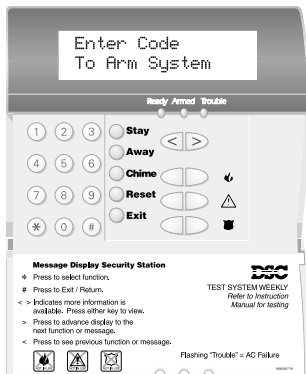 Enter Code
To Arm System
Ready Armed Trouble
1 2 3 Stay
< >
Away
4 5 6
Chime
7 8 9 Reset
* 0 # Exit
Message Display Security Station
* Press to select function.
# Press to Exit / Return.
< > Indicates more information is
available. Press either key to view.
> Press to advance display to the
next function or message.
< Press to see previous function or message.
DSC
TEST SYSTEM WEEKLY
Refer to Instruction
Manual for testing
Flashing "Trouble" = AC Failure